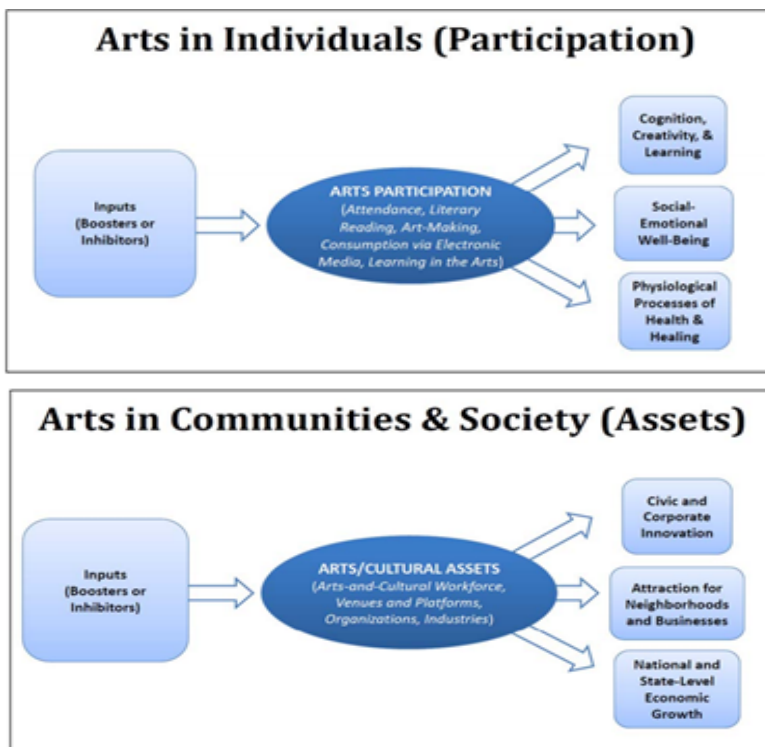 Arts in Individuals (Participation)
Inputs
(Boosters or
Inhibitors)
ARTS PARTICIPATION
(Attendance, Literary
Reading, Art-Making,
Consumption via Electronic
Media, Learning in the Arts)
Cognition,
Creativity, &
Learning
Social-
Emotional
Well-Being
Physiological
Processes of
Health &
Healing
Arts in Communities & Society (Assets)
Inputs
(Boosters or
Inhibitors)
ARTS/CULTURAL ASSETS
(Arts-and-Cultural Workforce,
Venues and Platforms,
Organizations, Industries)
Civic and
Corporate
Innovation
Attraction for
Neighborhoods
and Businesses
National and
State-Level
Economic
Growth